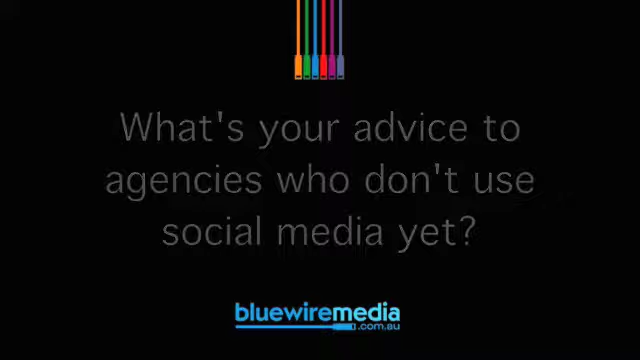 What's your advice to
agencies who don't use
social media yet?
bluewiremedia
.com.au